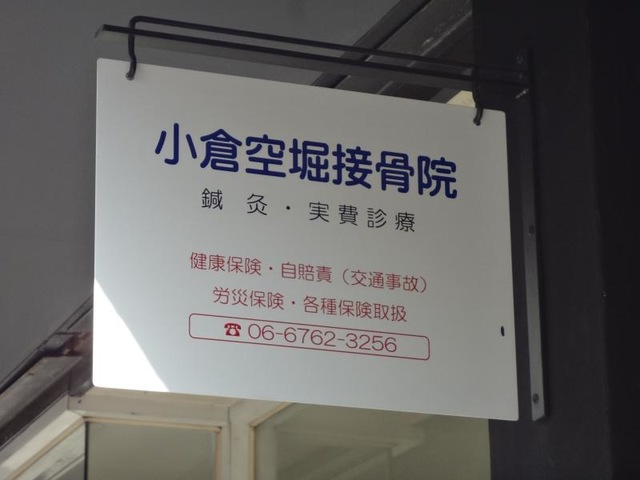 小倉空堀接骨院
鍼灸・実費診療
健康保険・自賠責（交通事故）
労災保険・各種保険取扱
☎ 06-6762-3256